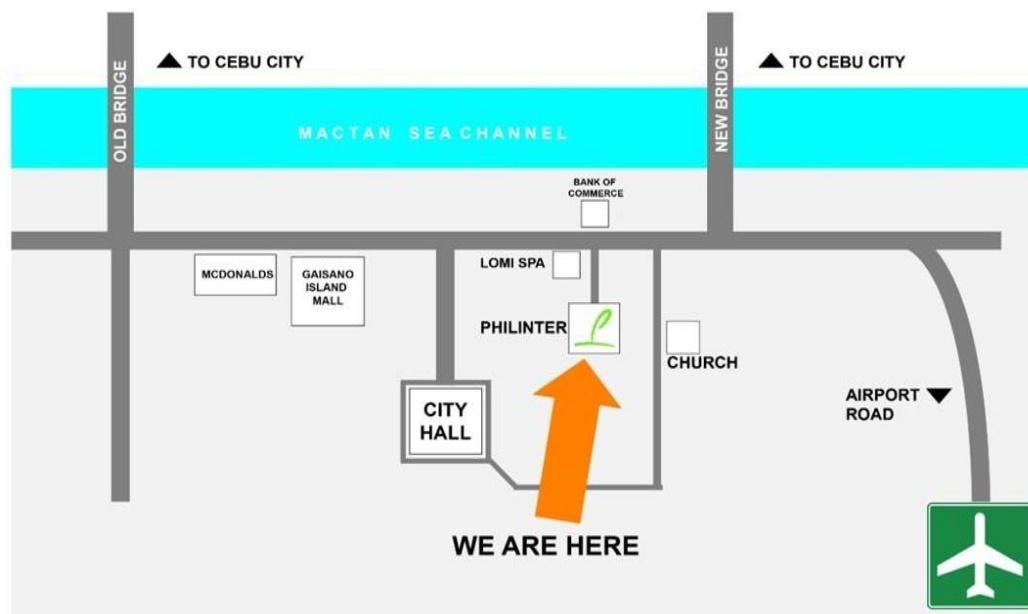 OLD BRIDGE
TO CEBU CITY
NEW BRIDGE
TO CEBU CITY
MACTAN SEA CHANNEL
BANK OF
COMMERCE
MCDONALDS
GAISANO
ISLAND
MALL
LOMI SPA
PHILINTER
CHURCH
CITY
HALL
AIRPORT
ROAD
WE ARE HERE